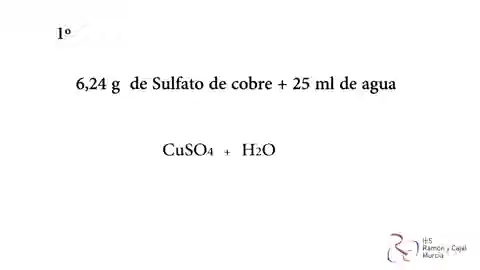 1º
6,24 g de Sulfato de cobre + 25 ml de agua
CuSO4 + H2O
IES
Ramón y Cajal
Murcia